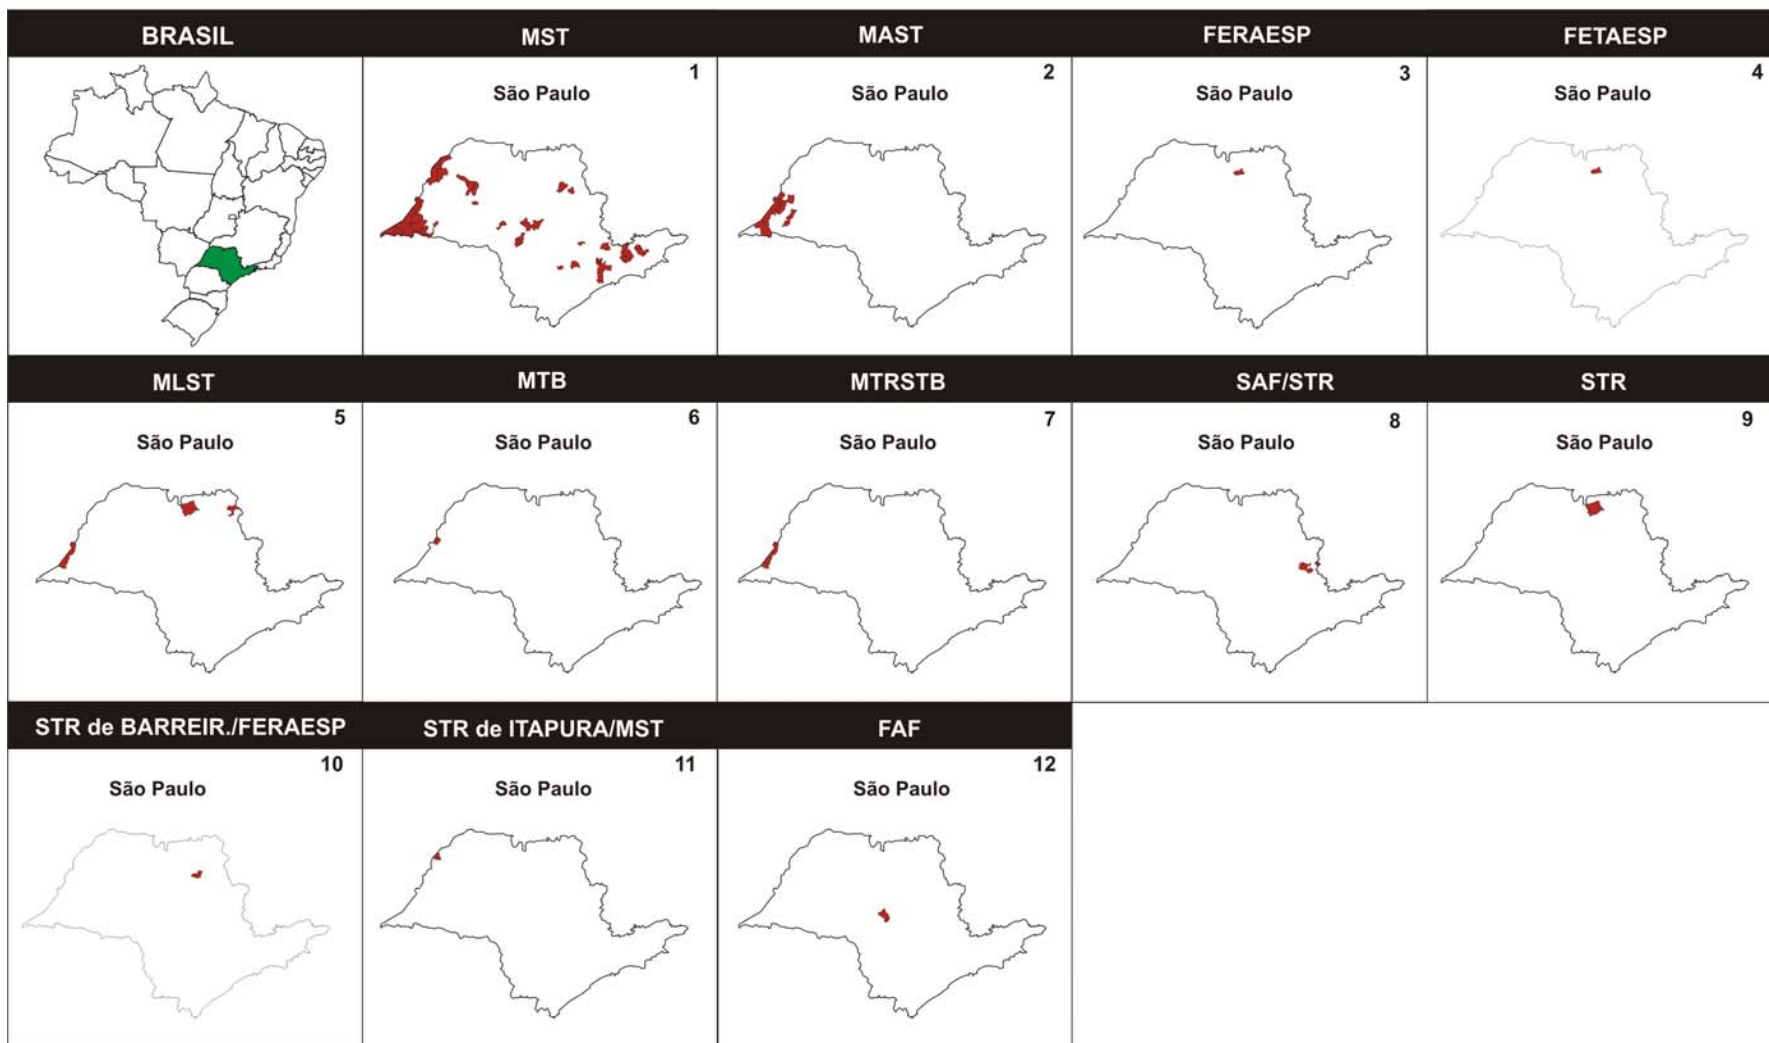 BRASIL
MST
MAST
FERAESP
FETAESP
1
São Paulo
2
São Paulo
3
São Paulo
4
São Paulo
MLST
MTB
MTRSTB
SAF/STR
STR
5
São Paulo
6
São Paulo
7
São Paulo
8
São Paulo
9
São Paulo
STR de BARREIR./FERAESP
STR de ITAPURA/MST
FAF
10
São Paulo
11
São Paulo
12
São Paulo